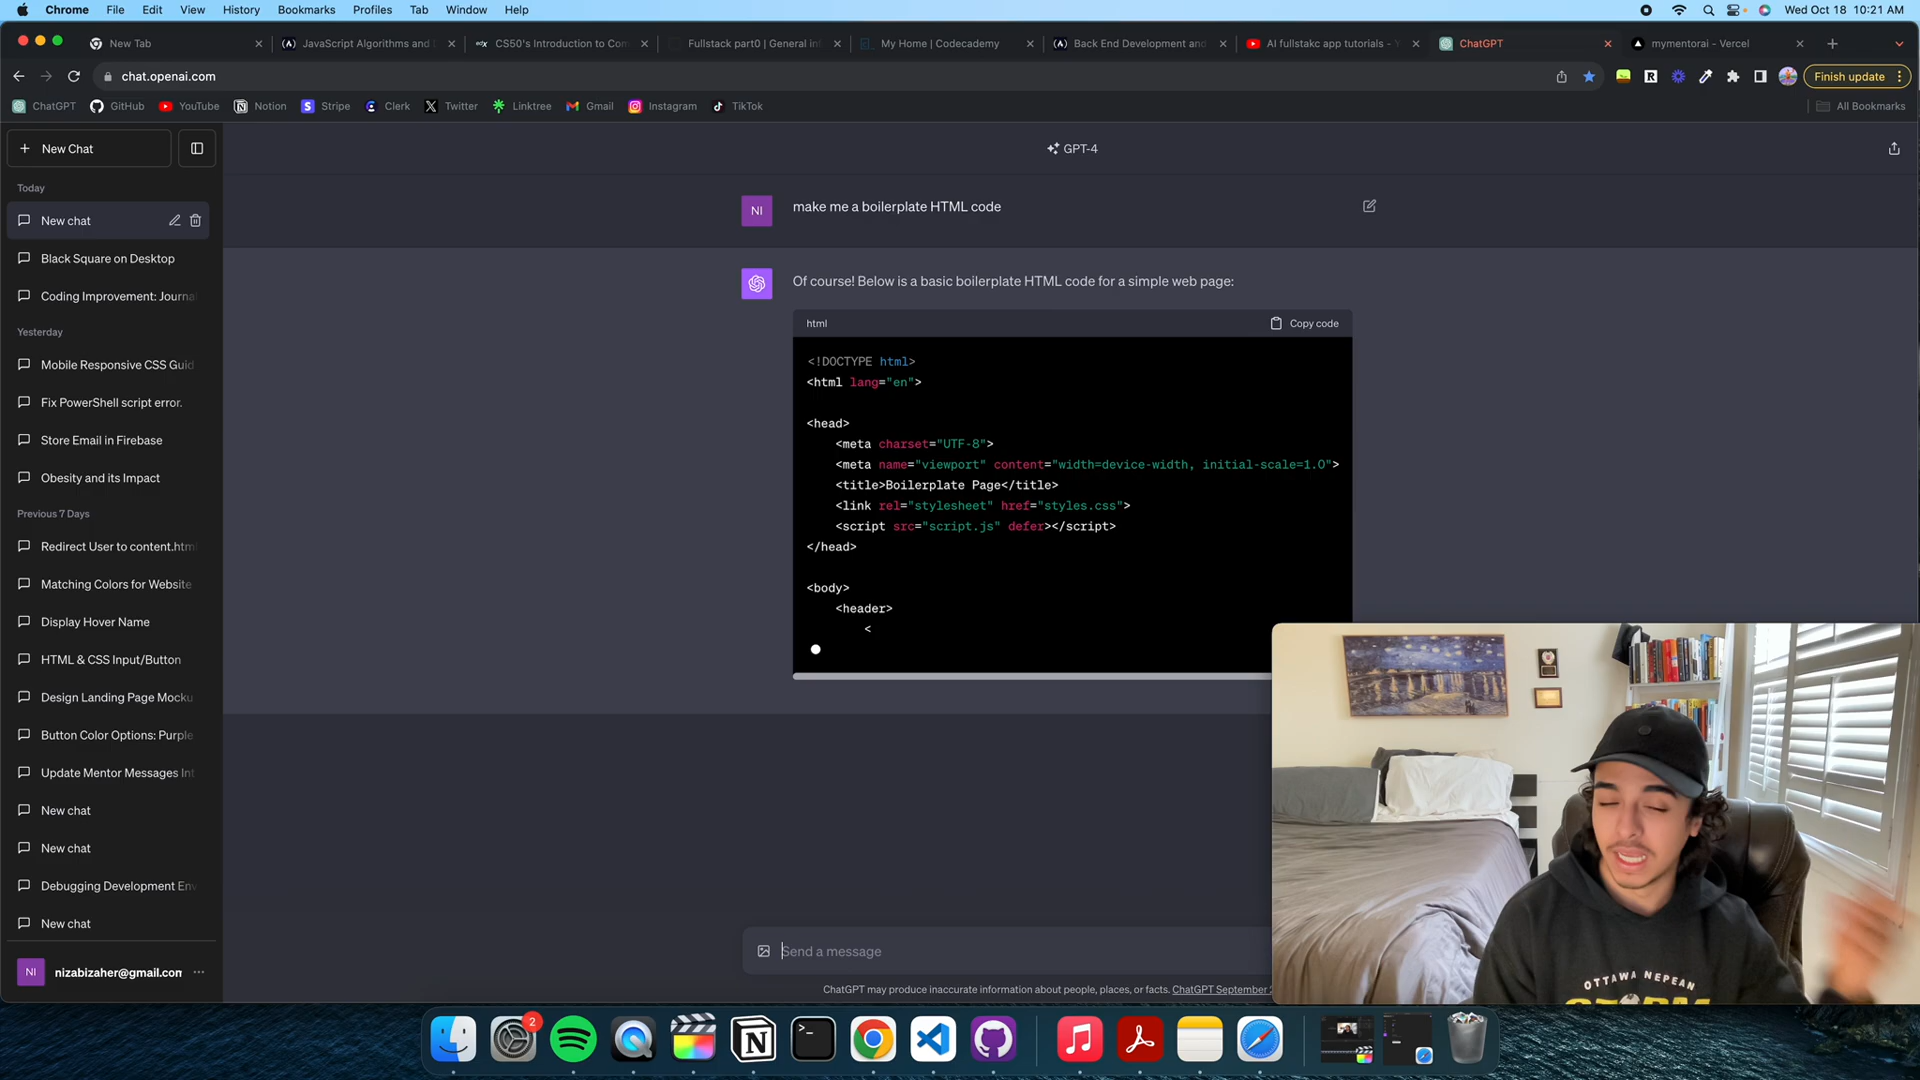 Chrome File Edit View History Bookmarks Profiles Tab Window Help
Wed Oct 18 10:21 AM
New Tab
JavaScript Algorithms and
CS50's Introduction to Com
Fullstack part0 | General in
My Home | Codecademy
Back End Development and
AI fullstakc app tutorials - Y
ChatGPT
mymentorai - Vercel
chat.openai.com
Finish update
ChatGPT GitHub YouTube Notion Stripe Clerk Twitter Linktree Gmail Instagram TikTok
All Bookmarks
New Chat
GPT-4
Today
New chat
Black Square on Desktop
Coding Improvement: Journa
Yesterday
Mobile Responsive CSS Guid
Fix PowerShell script error.
Store Email in Firebase
Obesity and its Impact
Previous 7 Days
Redirect User to content.htm
Matching Colors for Website
Display Hover Name
HTML & CSS Input/Button
Design Landing Page Mocku
Button Color Options: Purple
Update Mentor Messages Int
New chat
New chat
Debugging Development Env
New chat
NI
nizabizaher@gmail.com
NI
make me a boilerplate HTML code
Of course! Below is a basic boilerplate HTML code for a simple web page:
html
Copy code
<!DOCTYPE html>
<html lang="en">
<head>
<meta charset="UTF-8">
<meta name="viewport" content="width=device-width, initial-scale=1.0">
<title>Boilerplate Page</title>
<link rel="stylesheet" href="styles.css">
<script src="script.js" defer></script>
</head>
<body>
<header>
<
Send a message
ChatGPT may produce inaccurate information about people, places, or facts. ChatGPT September
OTTAWA NEPEAN
2